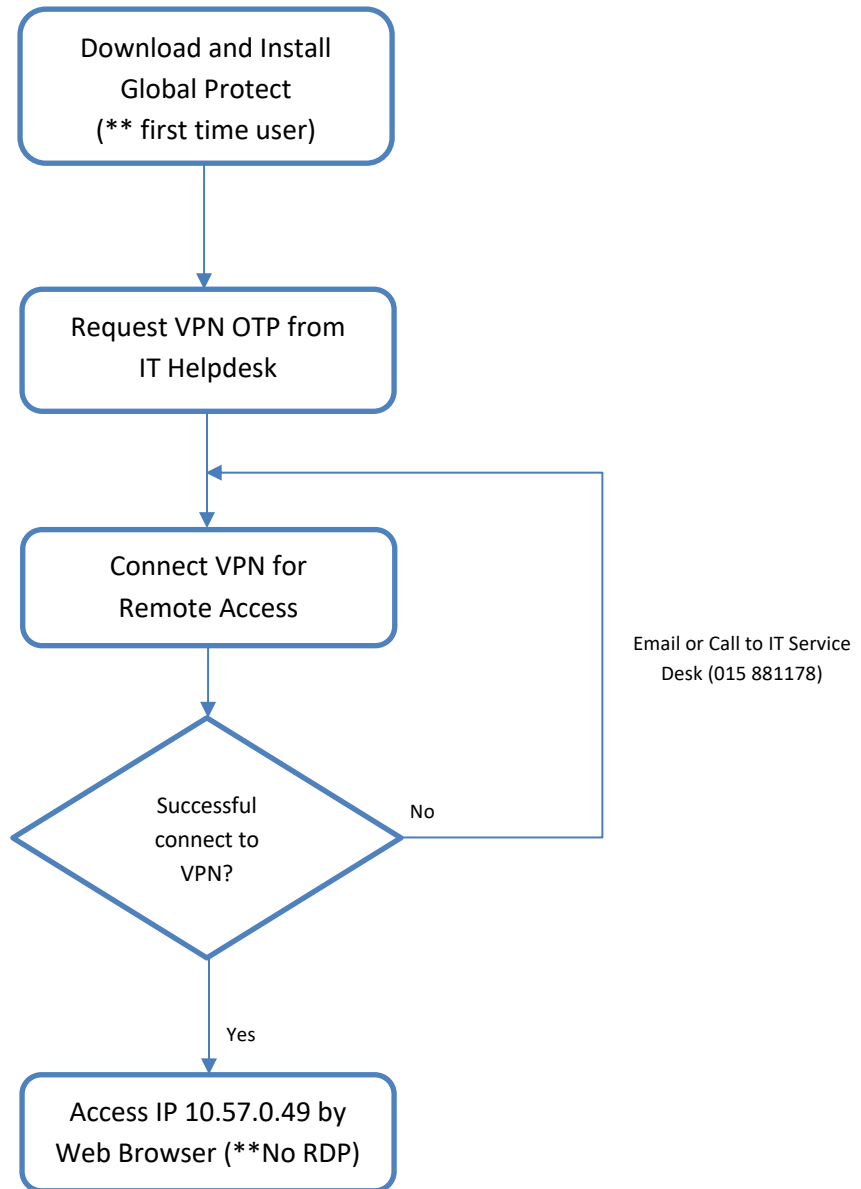 Download and Install
Global Protect
(** first time user)
Request VPN OTP from
IT Helpdesk
Connect VPN for
Remote Access
Email or Call to IT Service
Desk (015 881178)
Successful
connect to
VPN?
No
Yes
Access IP 10.57.0.49 by
Web Browser (**No RDP)